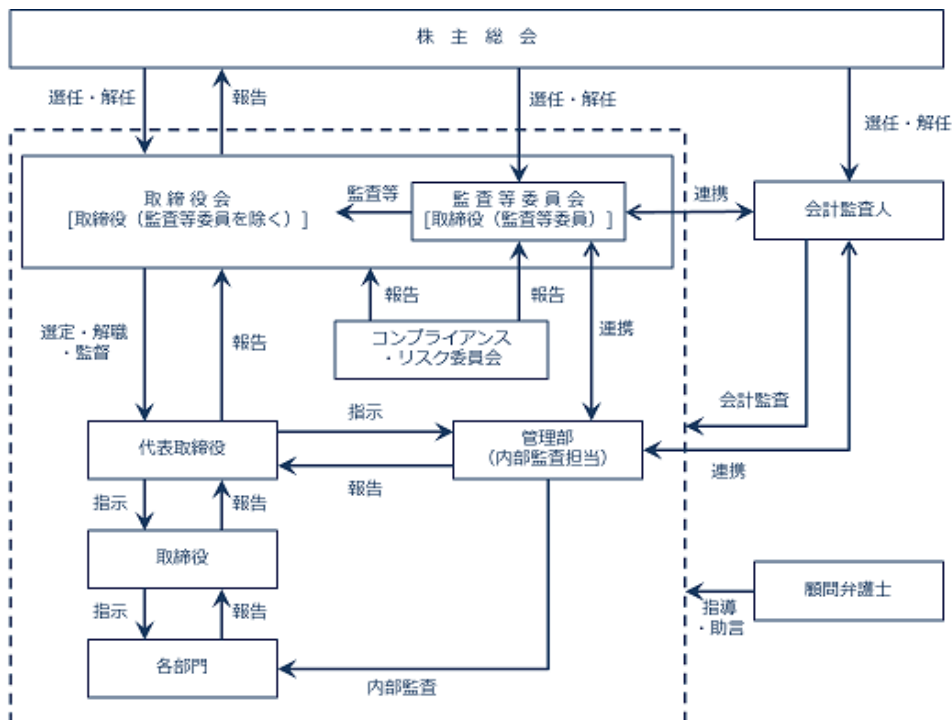 株 主 総 会
選任・解任
報告
選任・解任
選任・解任
取 締 役 会
[取締役（監査等委員を除く）]
監査等
監 査 等 委 員 会
[取締役（監査等委員）]
連携
会計監査人
報告
報告
コンプライアンス
・リスク委員会
連携
選定・解職
・監督
報告
会計監査
代表取締役
指示
報告
管理部
（内部監査担当）
連携
指示
報告
取締役
指示
報告
顧問弁護士
指導
・助言
各部門
内部監査